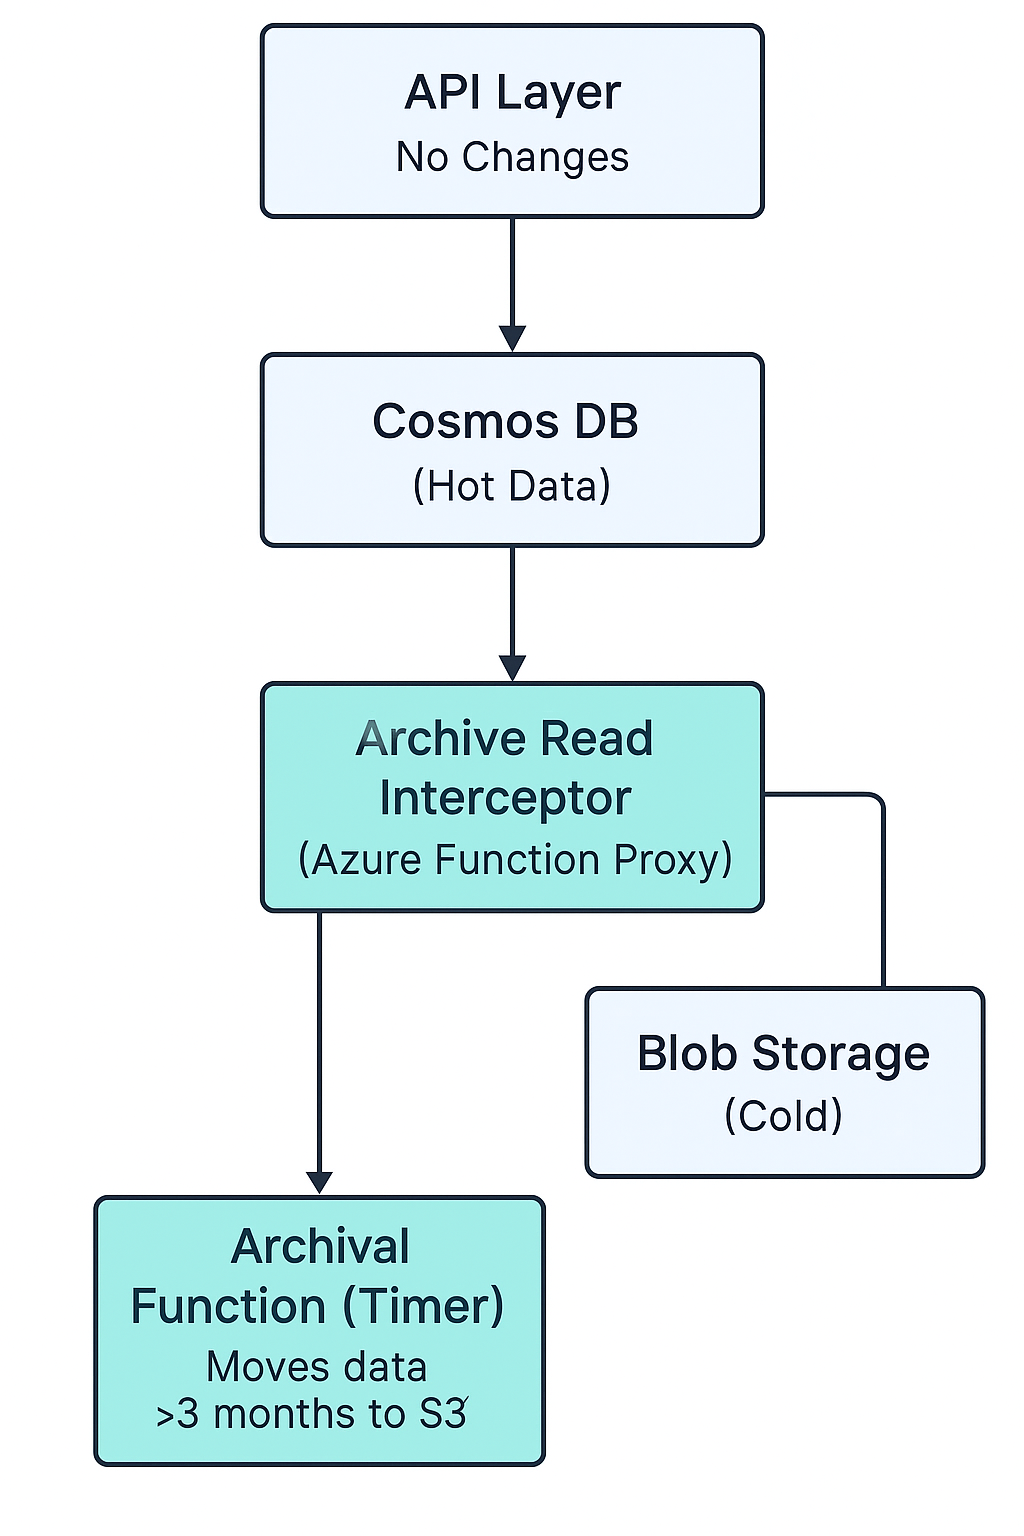 API Layer
No Changes
Cosmos DB
(Hot Data)
Archive Read
Interceptor
(Azure Function Proxy)
Blob Storage
(Cold)
Archival
Function (Timer)
Moves data
>3 months to S3